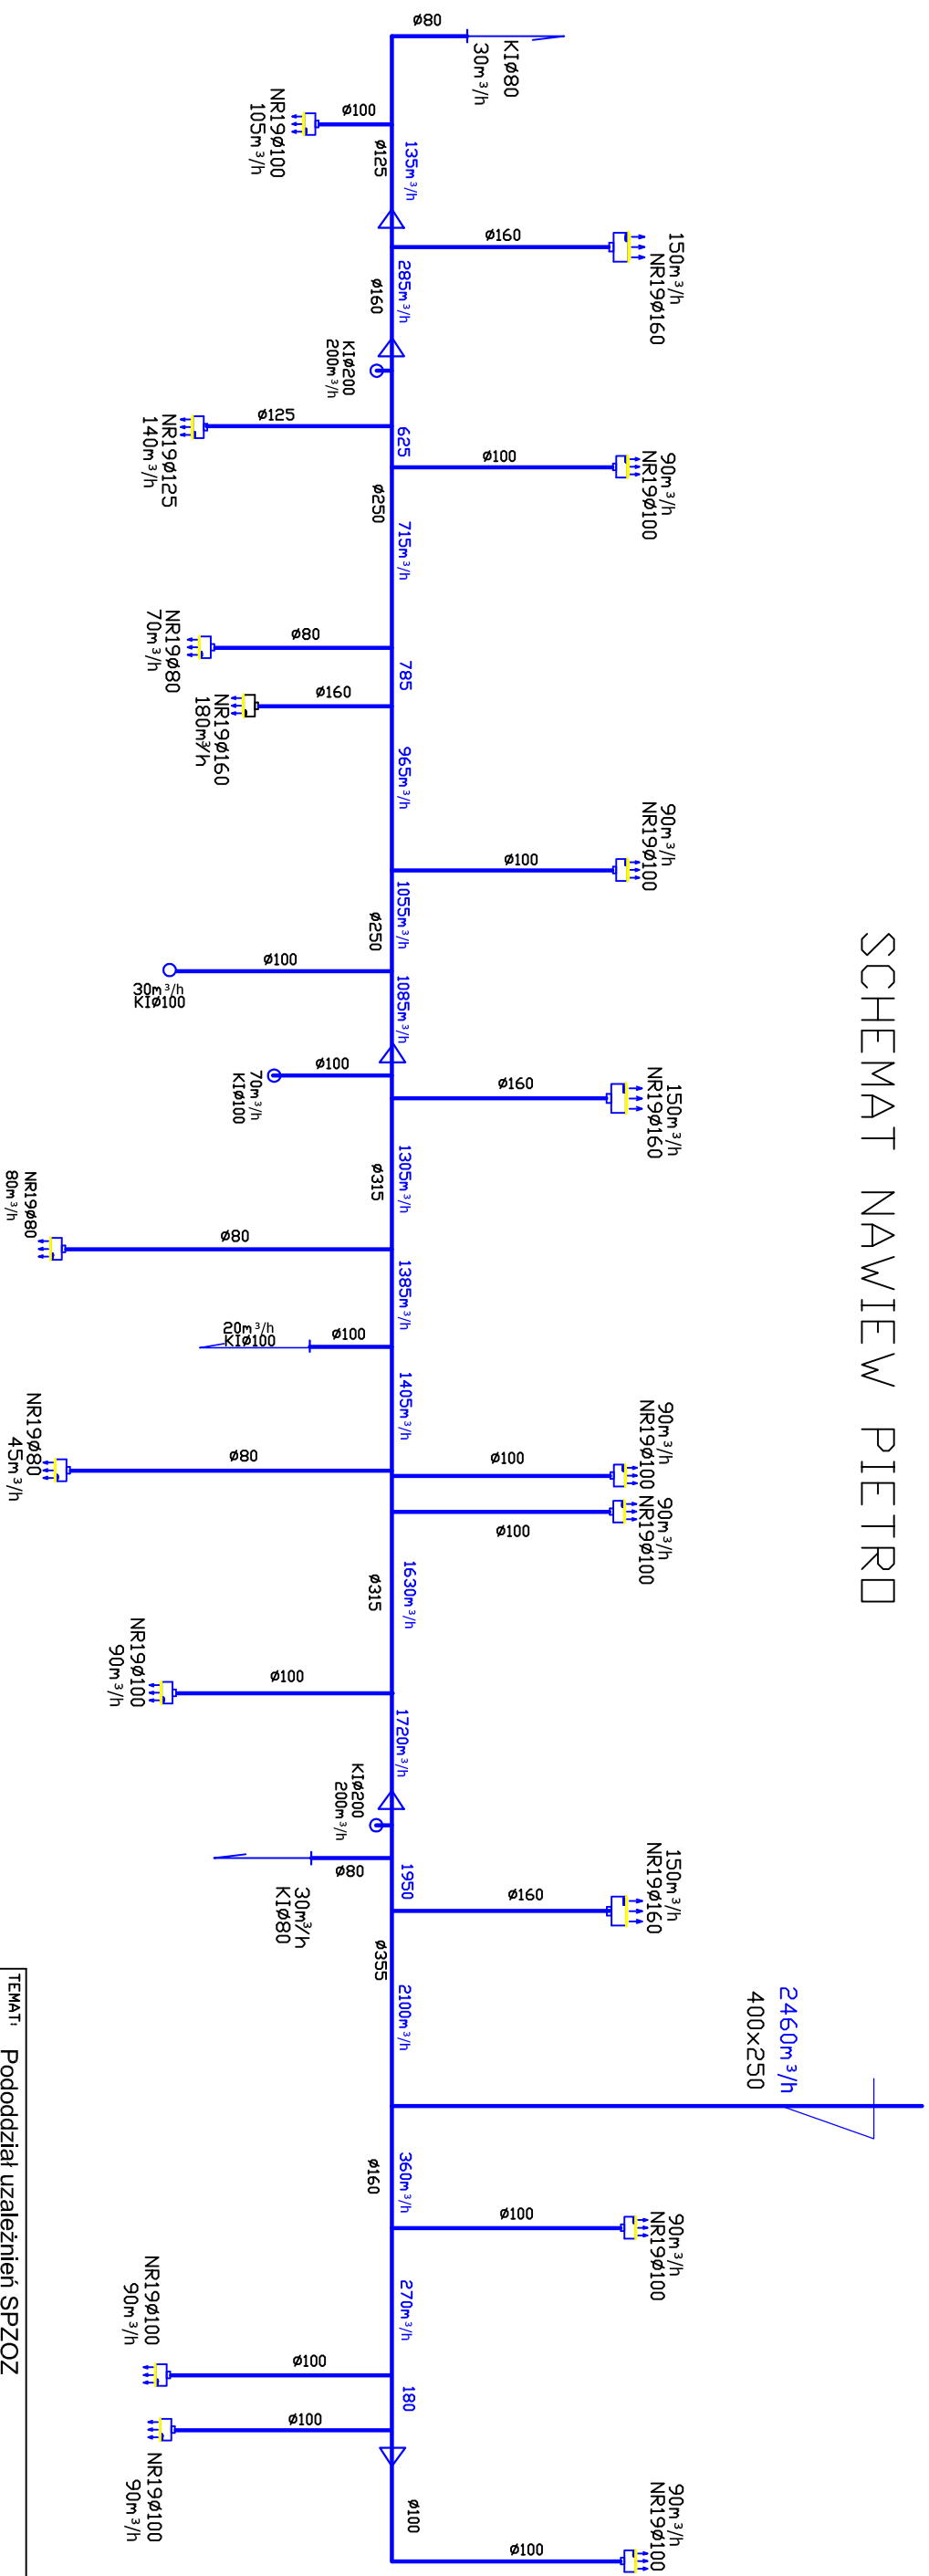 SCHEMAT NAWIEW PIETRO
ø80
KIø80
30m³/h
ø100
NR19ø100
105m³/h
135m³/h
ø125
ø160
150m³/h
NR19ø160
285m³/h
ø160
KIø200
200m³/h
ø125
NR19ø125
140m³/h
625
ø250
ø100
90m³/h
NR19ø100
715m³/h
ø80
NR19ø80
70m³/h
785
ø160
NR19ø160
180m³/h
965m³/h
ø100
90m³/h
NR19ø100
1055m³/h
ø250
ø100
30m³/h
KIø100
1085m³/h
ø100
70m³/h
KIø100
ø160
150m³/h
NR19ø160
1305m³/h
ø315
ø80
NR19ø80
80m³/h
1385m³/h
ø100
20m³/h
KIø100
1405m³/h
ø80
NR19ø80
45m³/h
ø100
90m³/h
NR19ø100
ø100
90m³/h
NR19ø100
1630m³/h
ø315
ø100
NR19ø100
90m³/h
1720m³/h
KIø200
200m³/h
ø80
30m³/h
KIø80
1950
ø160
150m³/h
NR19ø160
ø355
2100m³/h
2460m³/h
400x250
360m³/h
ø160
ø100
90m³/h
NR19ø100
270m³/h
ø100
NR19ø100
90m³/h
180
ø100
NR19ø100
90m³/h
ø100
ø100
90m³/h
NR19ø100
TEMAT: Pododdział uzależnień SPZOZ